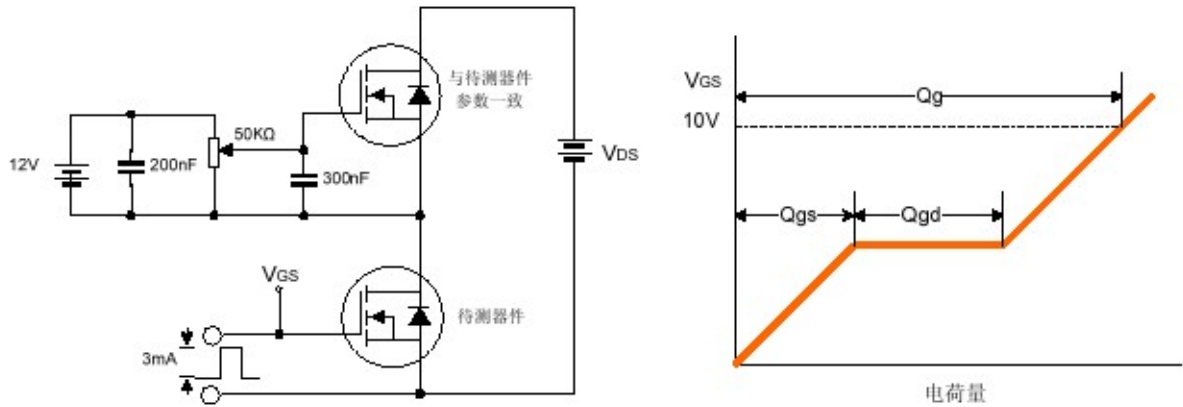 与待测器件
参数一致
12V
200nF
50KΩ
300nF
VDS
VGS
待测器件
3mA
VGS
10V
Qg
Qgs
Qgd
电荷量